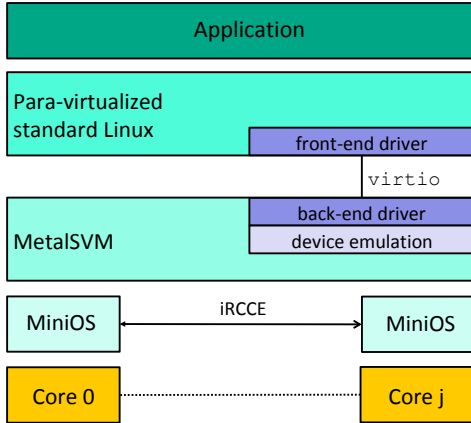 Application
Para-virtualized
standard Linux
front-end driver
virtio
back-end driver
MetalSVM
device emulation
iRCCE
MiniOS
MiniOS
Core 0
Core j